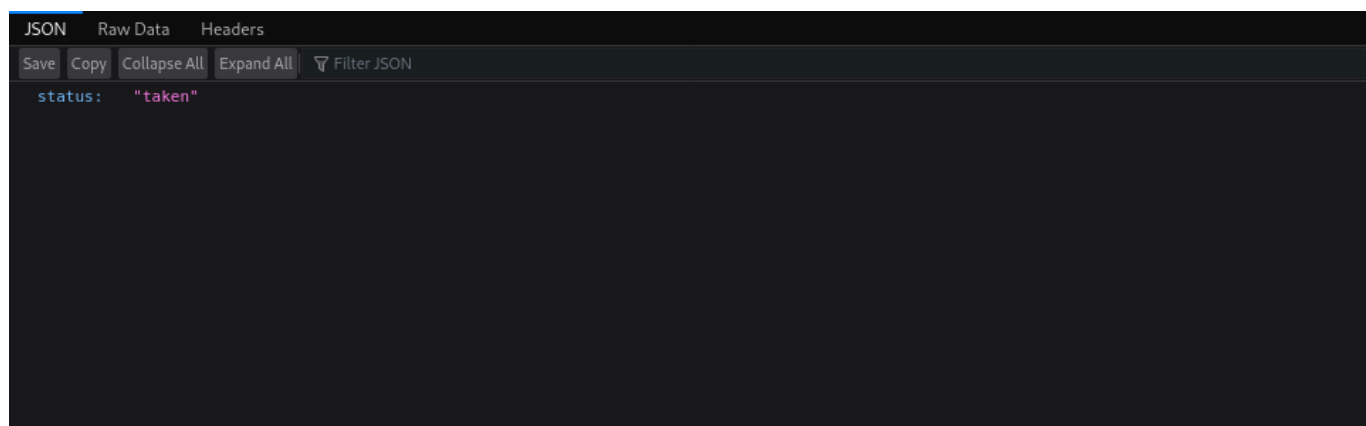 JSON Raw Data Headers
Save Copy Collapse All Expand All Filter JSON
status: "taken"